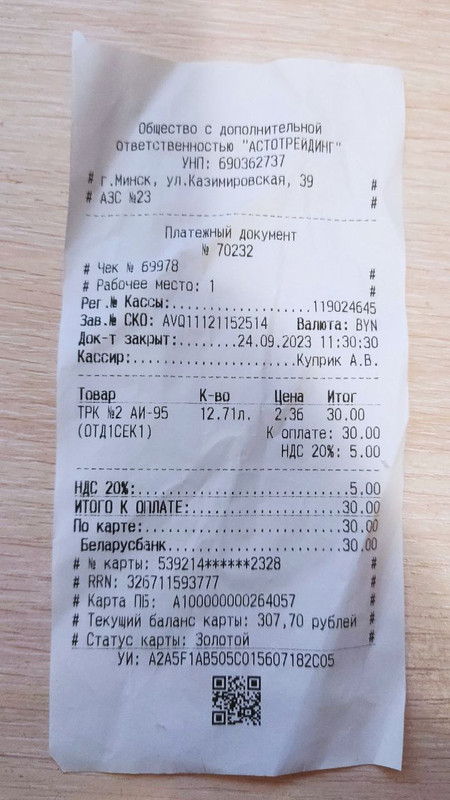 Общество с дополнительной
ответственностью "АСТОТРЕЙДИНГ"
УНП: 690362737
# г.Минск, ул.Казимировская, 39 #
# АЗС №23 #
Платежный документ
№ 70232
# Чек № 69978 #
# Рабочее место: 1 #
Рег.№ Кассы:....................119024645
Зав.№ СКО: AVQ11121152514 Валюта: BYN
Док-т закрыт:.......24.09.2023 11:30:30
Кассир:....................Куприк А.В.
Товар К-во Цена Итог
ТРК №2 АИ-95 12.71л. 2.36 30.00
(ОТД1СЕК1) К оплате: 30.00
НДС 20%: 5.00
НДС 20%:..........................5.00
ИТОГО К ОПЛАТЕ:...................30.00
По карте:.........................30.00
Беларусбанк.......................30.00
# № карты: 539214******2328 #
# RRN: 326711593777 #
# Карта ПБ: A100000000264057 #
# Текущий баланс карты: 307,70 рублей #
# Статус карты: Золотой #
УИ: A2A5F1AB505C015607182C05